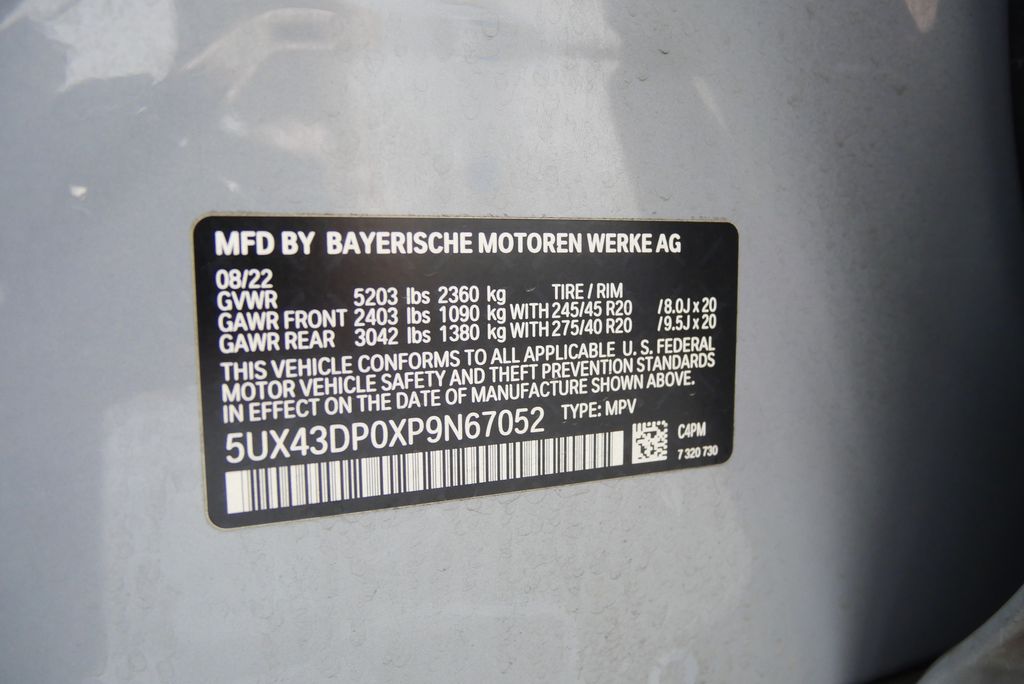 MFD BY BAYERISCHE MOTOREN WERKE AG
08/22
GVWR 5203 lbs 2360 kg TIRE / RIM
GAWR FRONT 2403 lbs 1090 kg WITH 245/45 R20 /8.0J x 20
GAWR REAR 3042 lbs 1380 kg WITH 275/40 R20 /9.5J x 20
THIS VEHICLE CONFORMS TO ALL APPLICABLE U. S. FEDERAL
MOTOR VEHICLE SAFETY AND THEFT PREVENTION STANDARDS
IN EFFECT ON THE DATE OF MANUFACTURE SHOWN ABOVE.
5UX43DP0XP9N67052 TYPE: MPV
C4PM
7 320 730